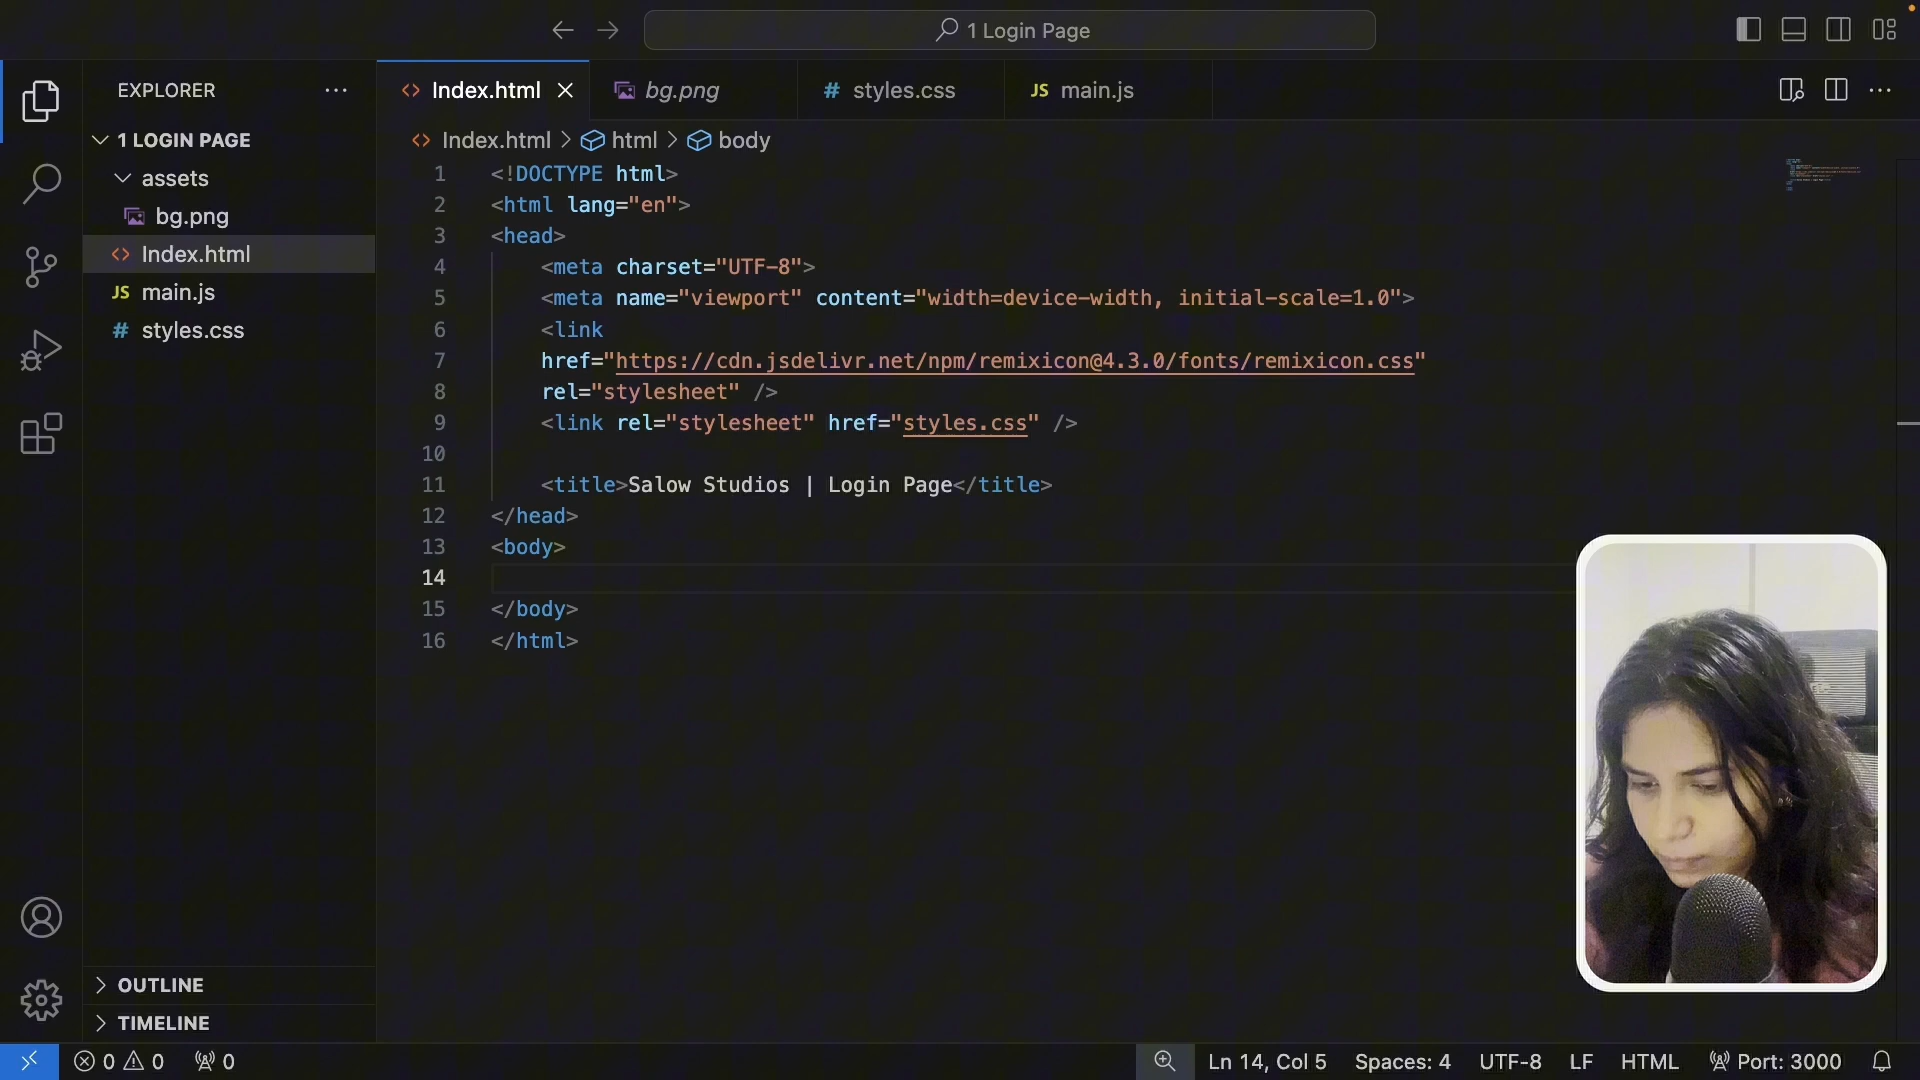 1 Login Page
EXPLORER
1 LOGIN PAGE
assets
bg.png
Index.html
JS main.js
# styles.css
OUTLINE
TIMELINE
Index.html
bg.png
# styles.css
JS main.js
Index.html > html > body
1 <!DOCTYPE html>
2 <html lang="en">
3 <head>
4 <meta charset="UTF-8">
5 <meta name="viewport" content="width=device-width, initial-scale=1.0">
6 <link
7 href="https://cdn.jsdelivr.net/npm/remixicon@4.3.0/fonts/remixicon.css"
8 rel="stylesheet" />
9 <link rel="stylesheet" href="styles.css" />
10
11 <title>Salow Studios | Login Page</title>
12 </head>
13 <body>
14
15 </body>
16 </html>
0 0 0 Ln 14, Col 5 Spaces: 4 UTF-8 LF HTML Port: 3000